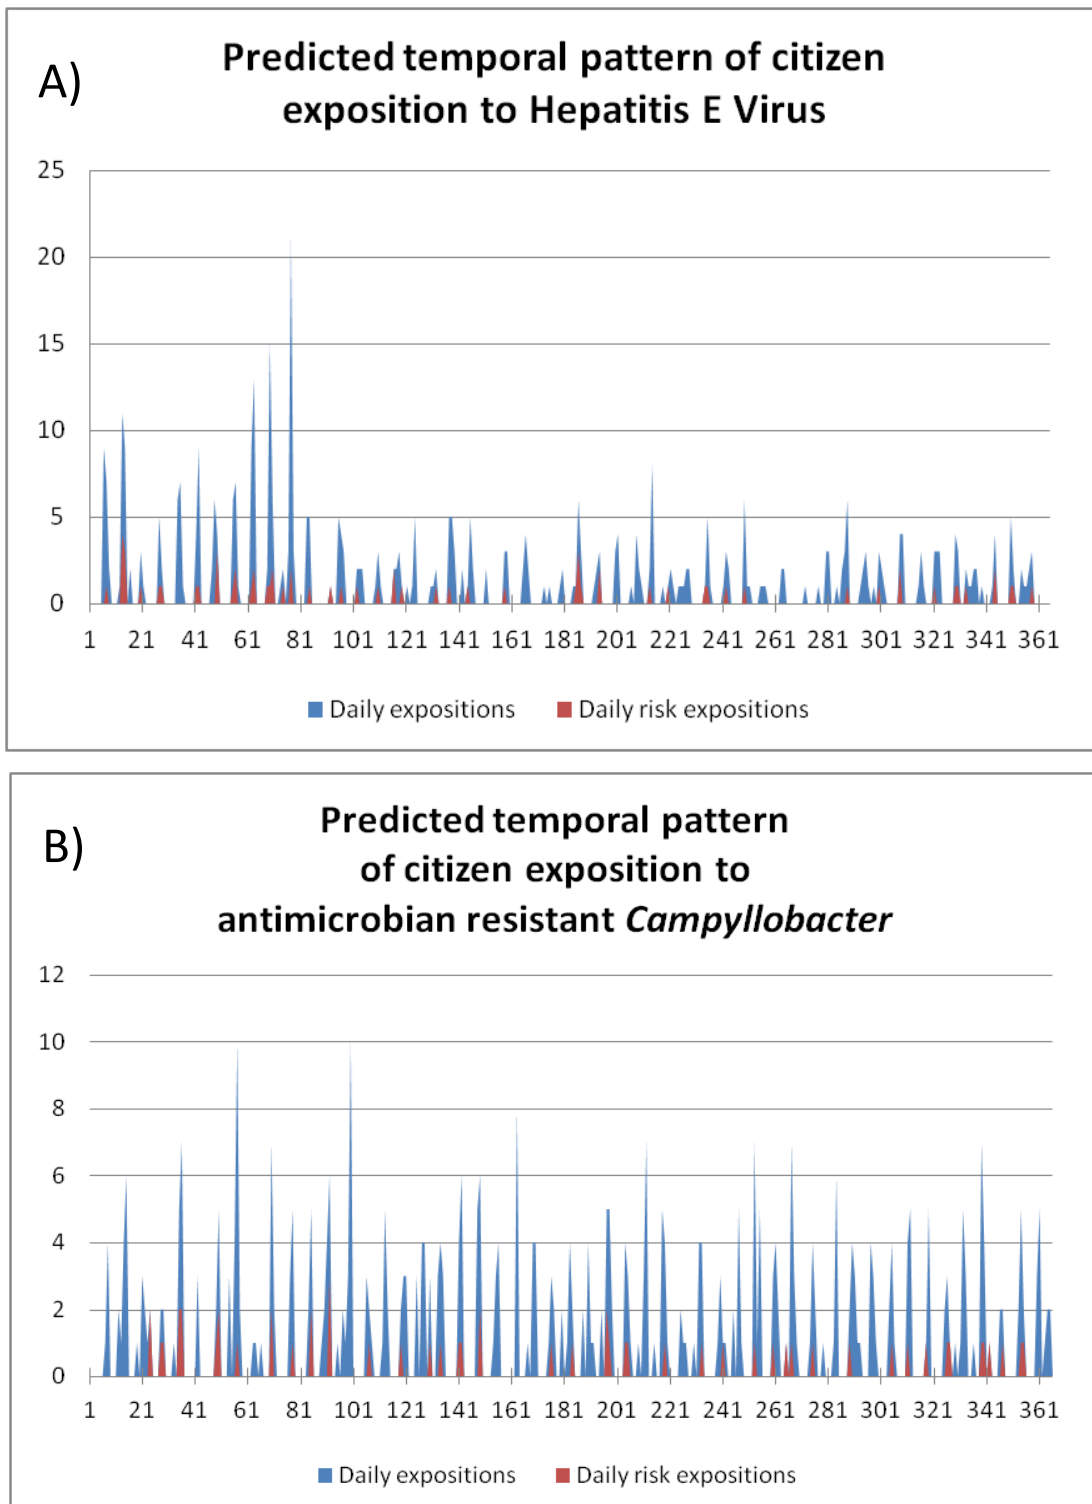 A)
Predicted temporal pattern of citizen
exposition to Hepatitis E Virus
25
20
15
10
5
0
1 21 41 61 81 101 121 141 161 181 201 221 241 261 281 301 321 341 361
Daily expositions Daily risk expositions
B)
Predicted temporal pattern
of citizen exposition to
antimicrobian resistant Campyllobacter
12
10
8
6
4
2
0
1 21 41 61 81 101 121 141 161 181 201 221 241 261 281 301 321 341 361
Daily expositions Daily risk expositions